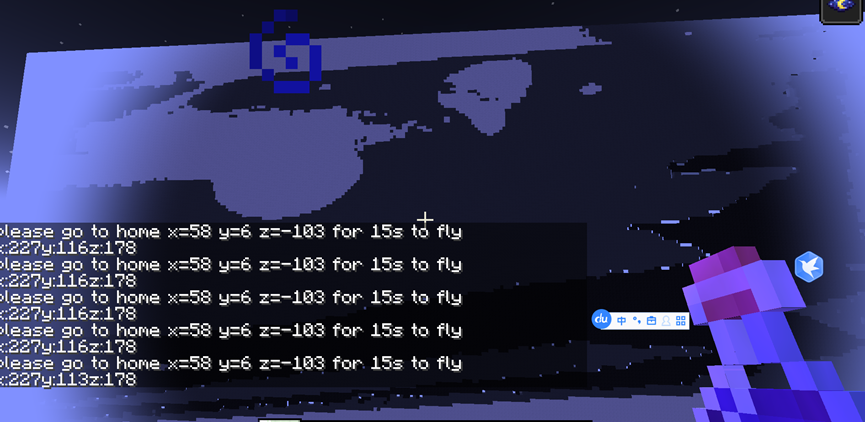 please go to home x=58 y=6 z=-103 for 15s to fly
x:227y:116z:178
please go to home x=58 y=6 z=-103 for 15s to fly
x:227y:116z:178
please go to home x=58 y=6 z=-103 for 15s to fly
x:227y:116z:178
please go to home x=58 y=6 z=-103 for 15s to fly
x:227y:116z:178
please go to home x=58 y=6 z=-103 for 15s to fly
x:227y:113z:178
du 中